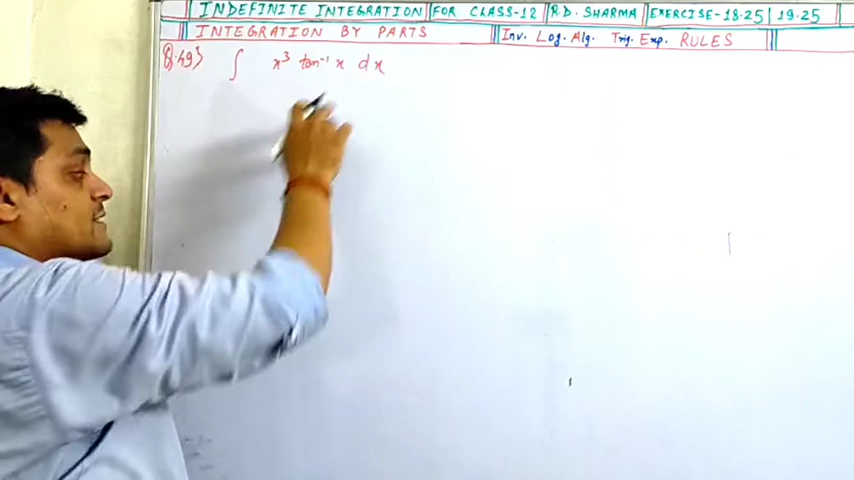 INDEFINITE INTEGRATION FOR CLASS-12 R.D. SHARMA EXERCISE-18.25 19.25
INTEGRATION BY PARTS Inv. Log. Alg. Trig. Exp. RULES
Q.49) ∫ x³ tan⁻¹ x dx